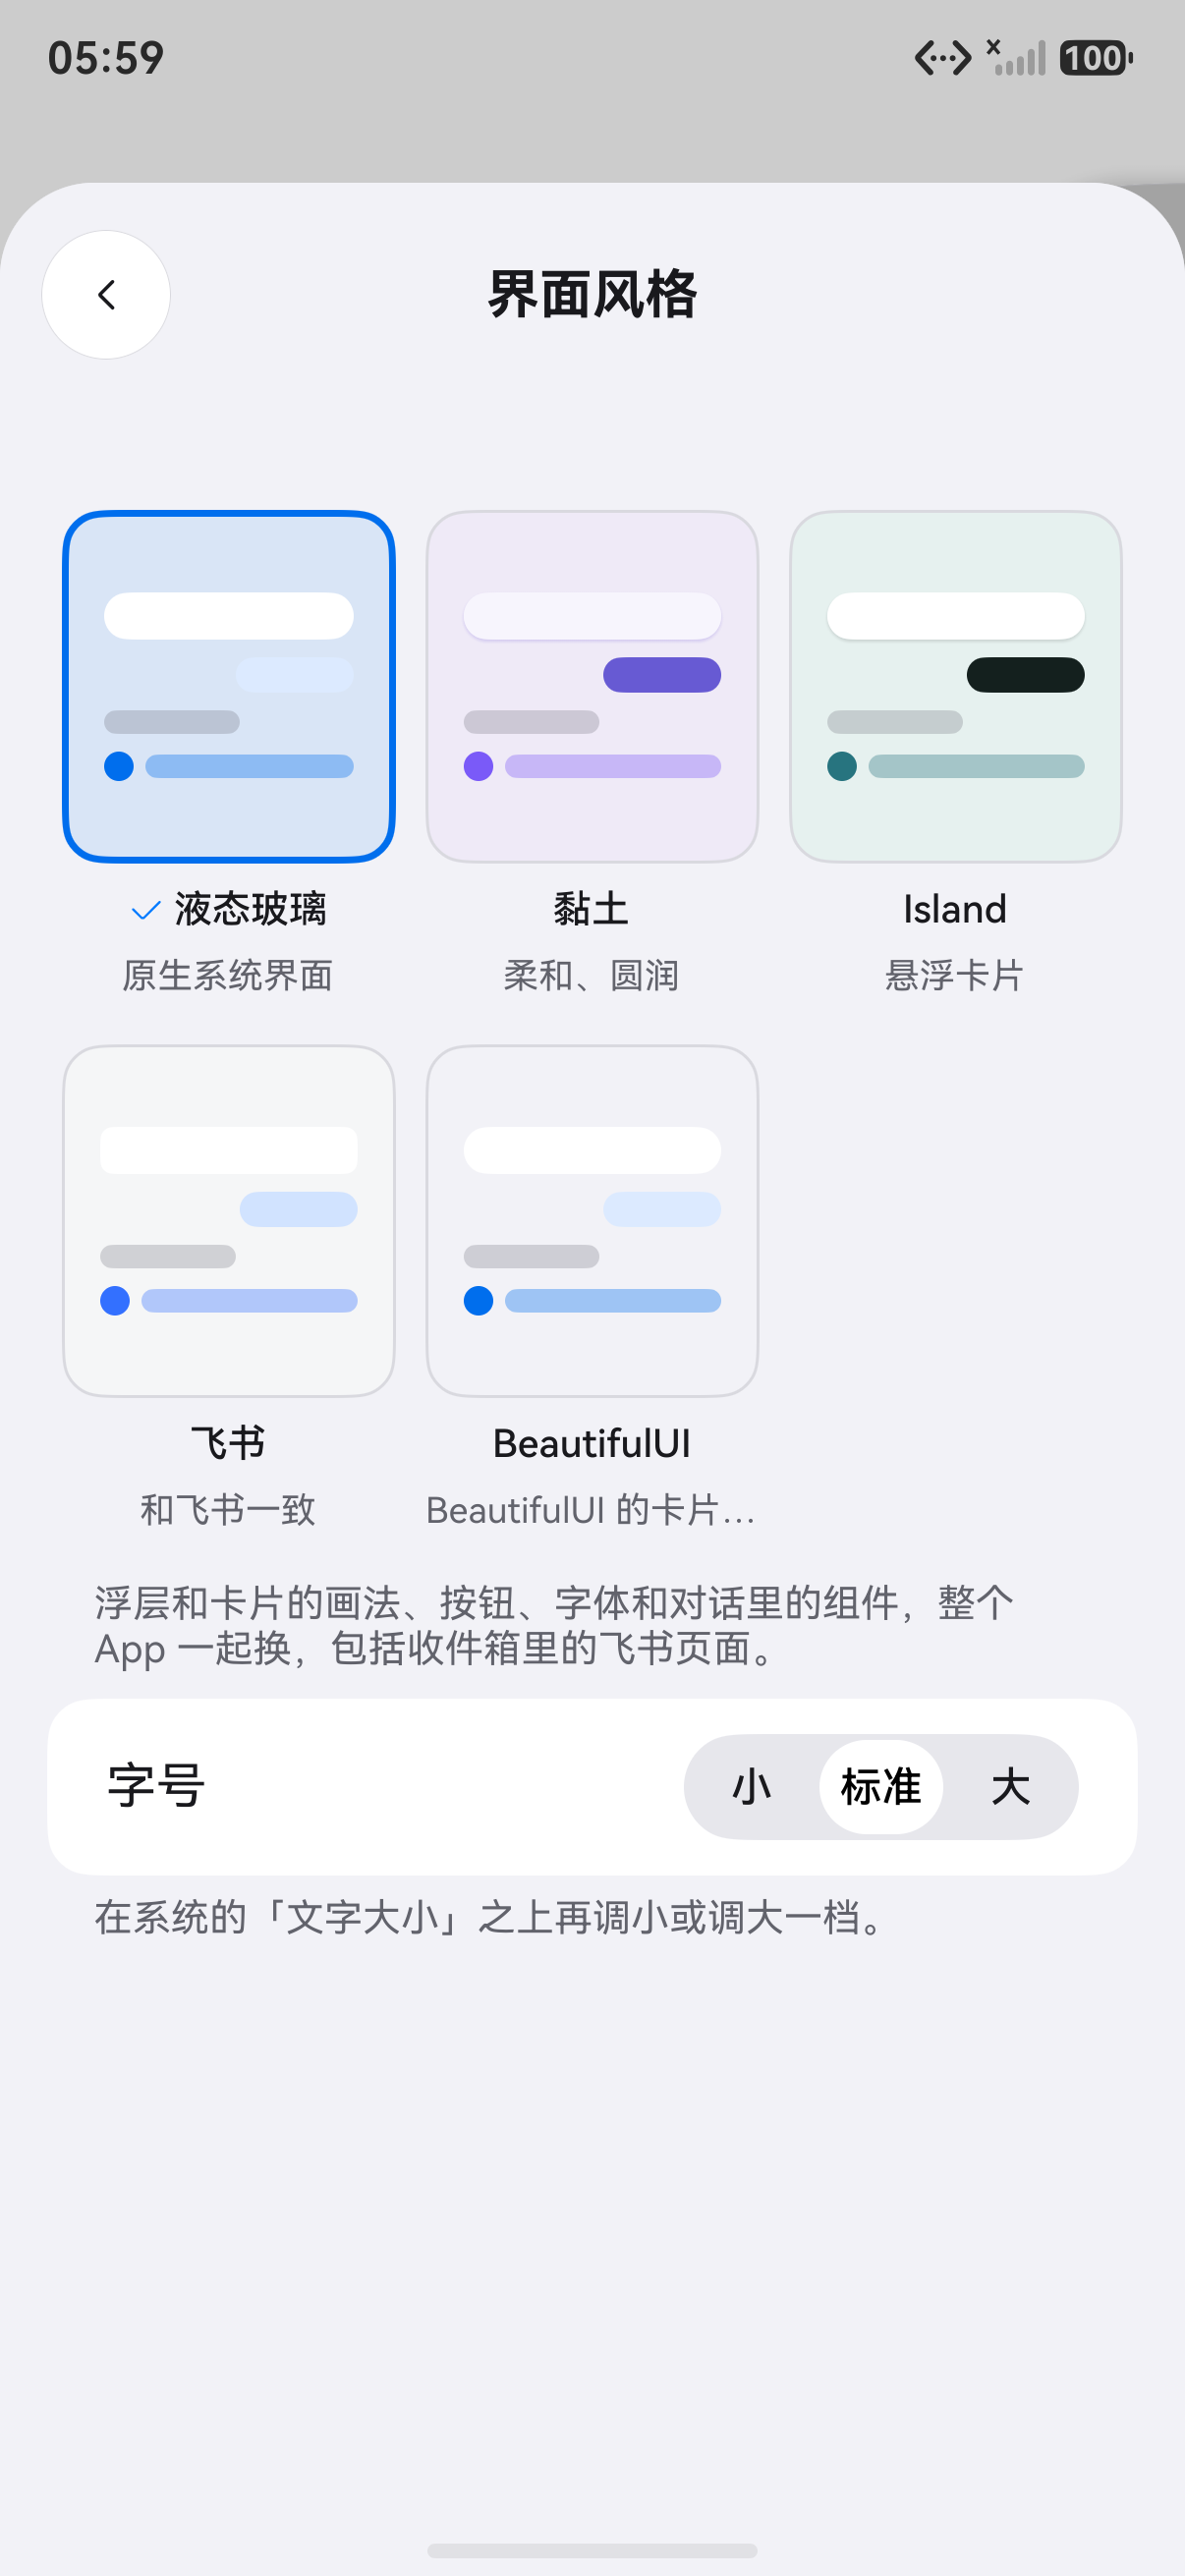 05:59
100
界面风格
液态玻璃
黏土
Island
原生系统界面
柔和、圆润
悬浮卡片
飞书
BeautifulUI
和飞书一致
BeautifulUI 的卡片…
浮层和卡片的画法、按钮、字体和对话里的组件，整个
App 一起换，包括收件箱里的飞书页面。
字号
小
标准
大
在系统的「文字大小」之上再调小或调大一档。